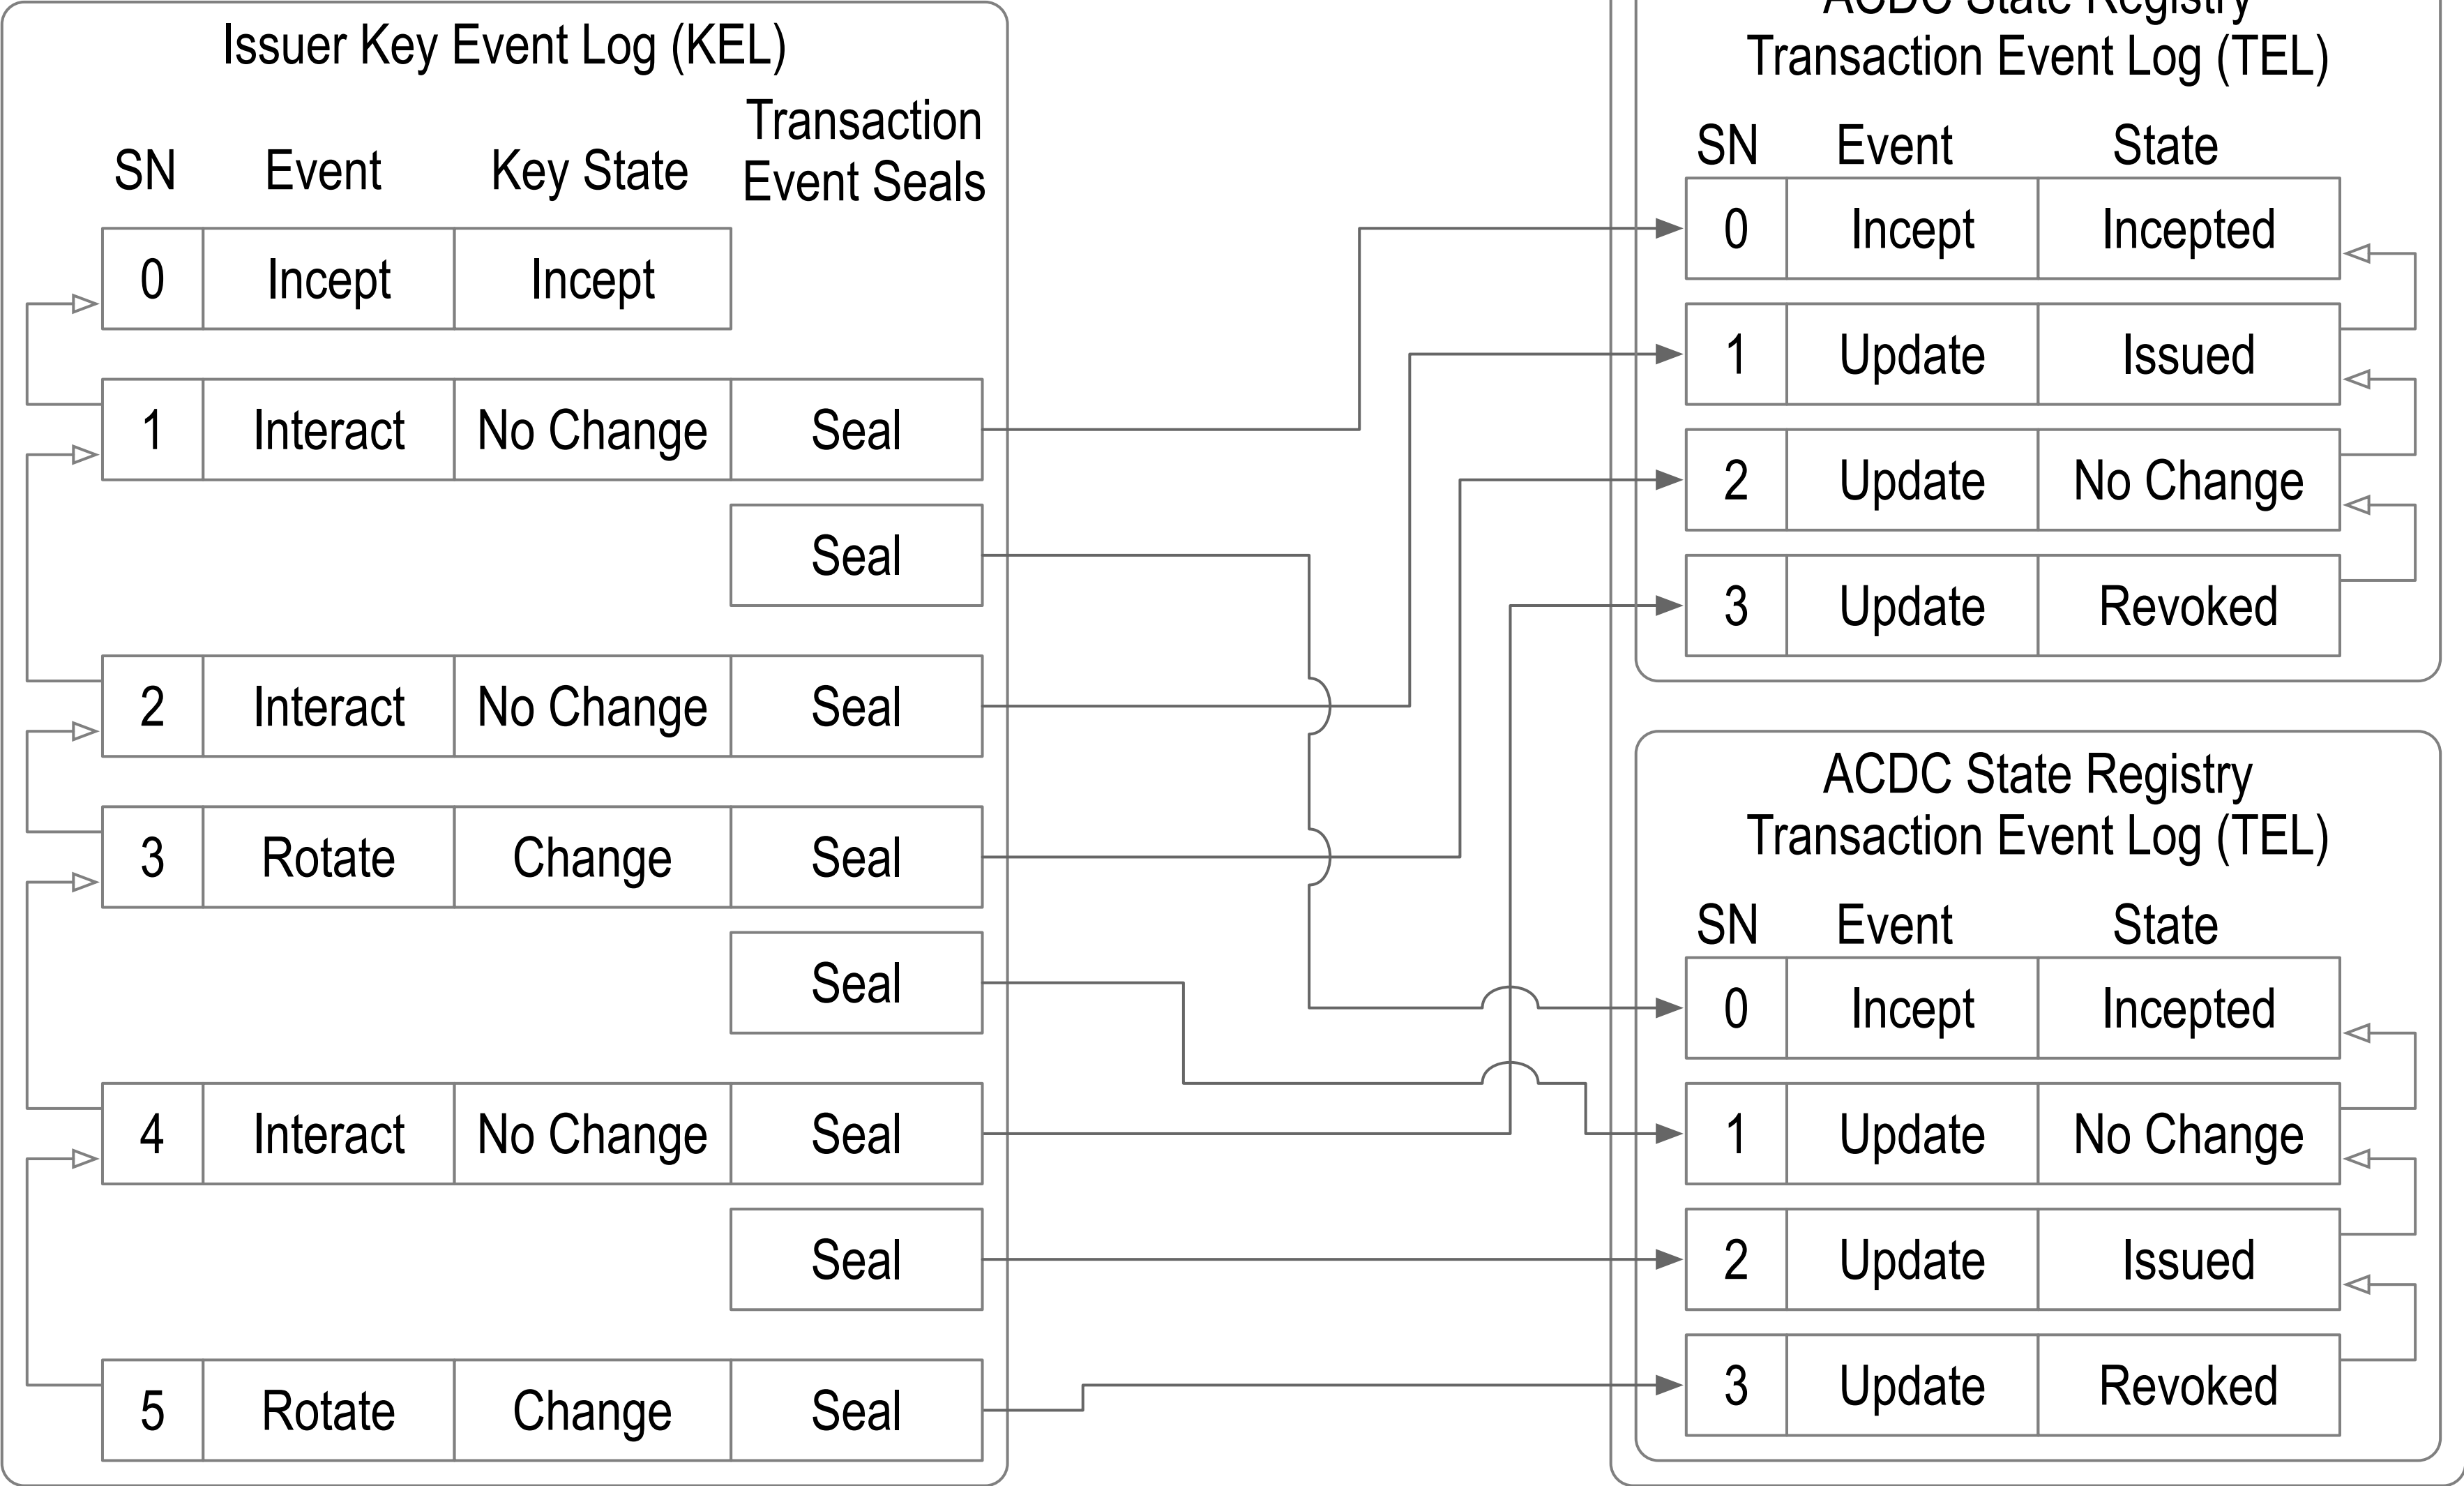 Issuer Key Event Log (KEL)
SN Event Key State Transaction Event Seals
0 Incept Incept
1 Interact No Change Seal
Seal
2 Interact No Change Seal
3 Rotate Change Seal
Seal
4 Interact No Change Seal
Seal
5 Rotate Change Seal
ACDC State Registry
Transaction Event Log (TEL)
SN Event State
0 Incept Incepted
1 Update Issued
2 Update No Change
3 Update Revoked
ACDC State Registry
Transaction Event Log (TEL)
SN Event State
0 Incept Incepted
1 Update No Change
2 Update Issued
3 Update Revoked